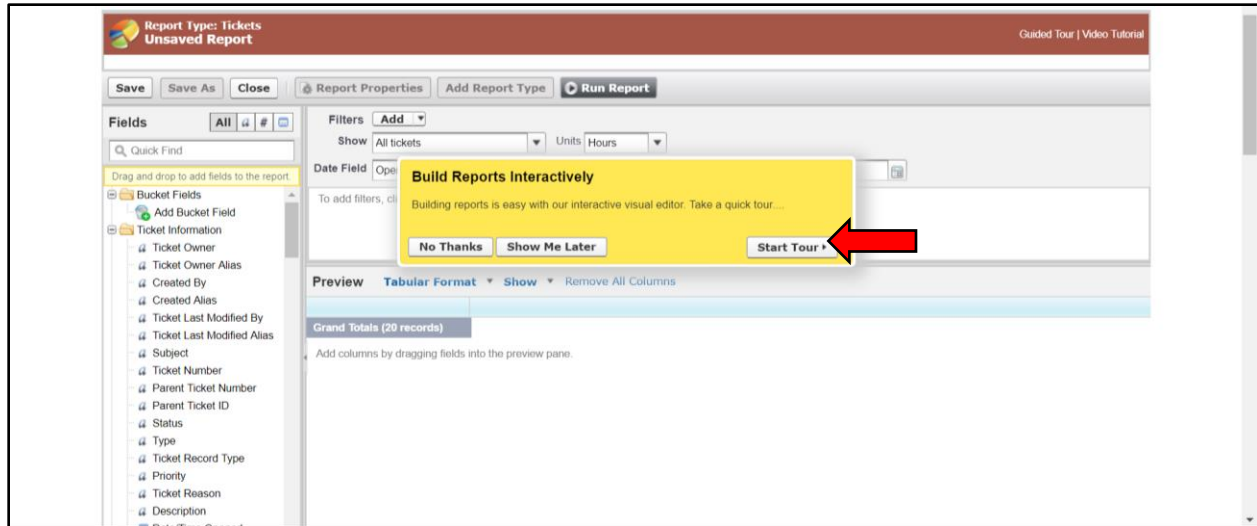 Report Type: Tickets
Unsaved Report
Guided Tour | Video Tutorial
Save Save As Close Report Properties Add Report Type Run Report
Fields All a #
Filters Add
Quick Find
Show All tickets Units Hours
Drag and drop to add fields to the report.
Date Field Ope
Build Reports Interactively
Building reports is easy with our interactive visual editor. Take a quick tour....
No Thanks Show Me Later Start Tour
To add filters, cli
Bucket Fields
Add Bucket Field
Ticket Information
Ticket Owner
Ticket Owner Alias
Created By
Created Alias
Ticket Last Modified By
Ticket Last Modified Alias
Subject
Ticket Number
Parent Ticket Number
Parent Ticket ID
Status
Type
Ticket Record Type
Priority
Ticket Reason
Description
Preview Tabular Format Show Remove All Columns
Grand Totals (20 records)
Add columns by dragging fields into the preview pane.